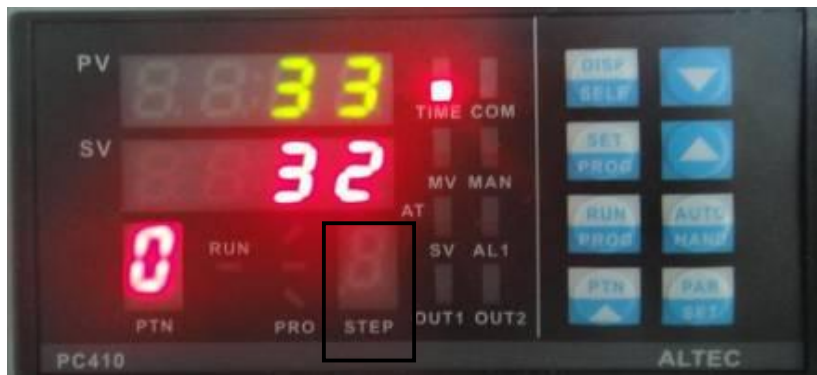 PV 33
TIME COM
SV 32
MV MAN
AT
0 RUN
SV AL1
PTN PRO STEP OUT1 OUT2
DISP
SELF
SET
PROG
RUN
PROG
AUTO
HAND
PTN
PAR
SET
PC410 ALTEC